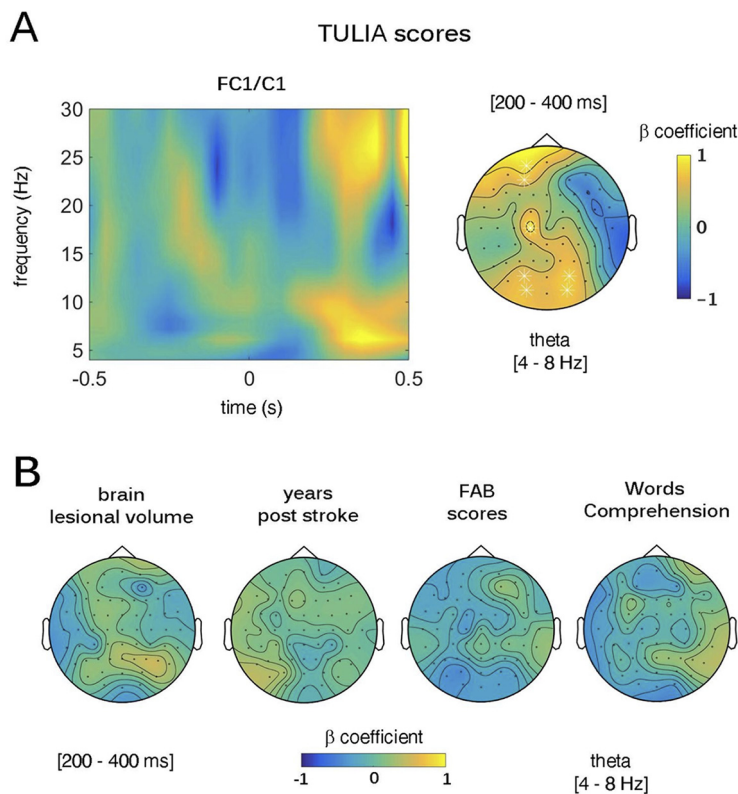 A
TULIA scores
FC1/C1
[200 - 400 ms]
β coefficient
30
25
20
15
10
5
frequency (Hz)
-0.5
0
0.5
time (s)
1
0
−1
theta
[4 - 8 Hz]
B
brain
lesional volume
years
post stroke
FAB
scores
Words
Comprehension
[200 - 400 ms]
β coefficient
-1
0
1
theta
[4 - 8 Hz]